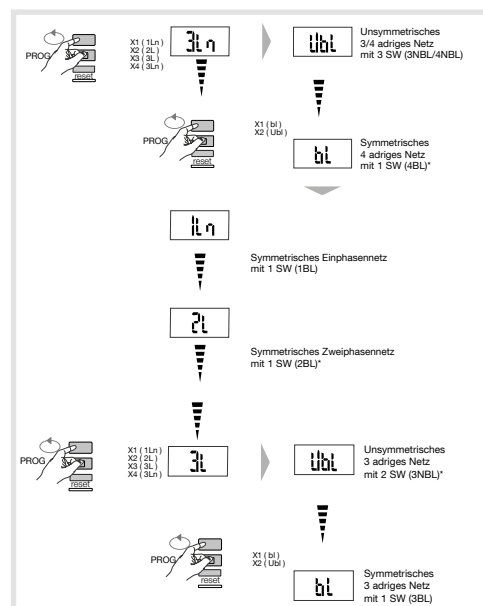 X1 ( 1Ln )
X2 ( 2L )
X3 ( 3L )
X4 ( 3Ln )
PROG
reset
3Ln
Ubl
Unsymmetrisches
3/4 adriges Netz
mit 3 SW (3NBL/4NBL)
PROG
reset
X1 ( bl )
X2 ( Ubl )
bl
Symmetrisches
4 adriges Netz
mit 1 SW (4BL)*
1Ln
Symmetrisches Einphasennetz
mit 1 SW (1BL)
2L
Symmetrisches Zweiphasennetz
mit 1 SW (2BL)*
X1 ( 1Ln )
X2 ( 2L )
X3 ( 3L )
X4 ( 3Ln )
PROG
reset
3L
Ubl
Unsymmetrisches
3 adriges Netz
mit 2 SW (3NBL)*
PROG
reset
X1 ( bl )
X2 ( Ubl )
bl
Symmetrisches
3 adriges Netz
mit 1 SW (3BL)